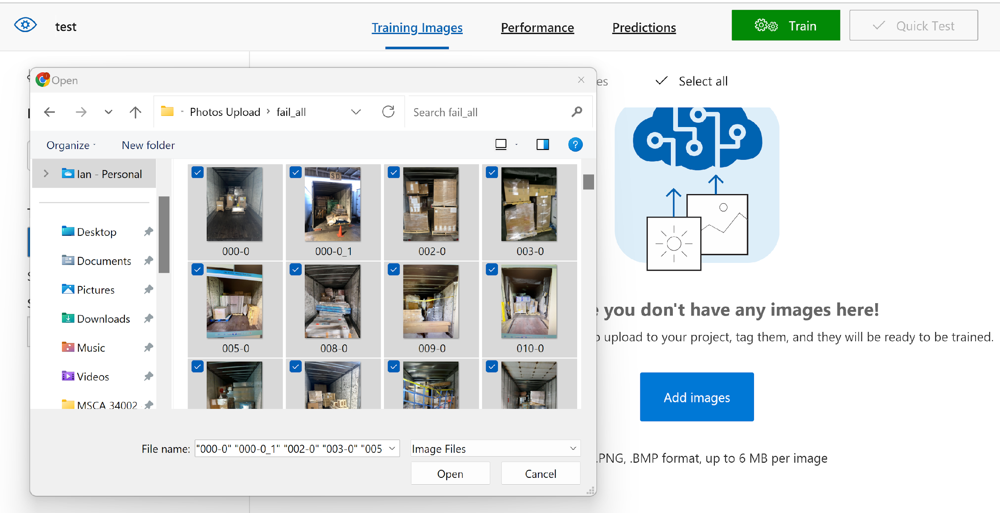 test
Training Images
Performance
Predictions
Train
Quick Test
Open
es
Select all
Photos Upload > fail_all
Search fail_all
Organize
New folder
Ian - Personal
Desktop
Documents
Pictures
Downloads
Music
Videos
MSCA 34002
SD
000-0
000-0_1
002-0
003-0
005-0
008-0
009-0
010-0
e you don't have any images here!
o upload to your project, tag them, and they will be ready to be trained.
Add images
File name:
"000-0" "000-0_1" "002-0" "003-0" "005
Image Files
.PNG, .BMP format, up to 6 MB per image
Open
Cancel